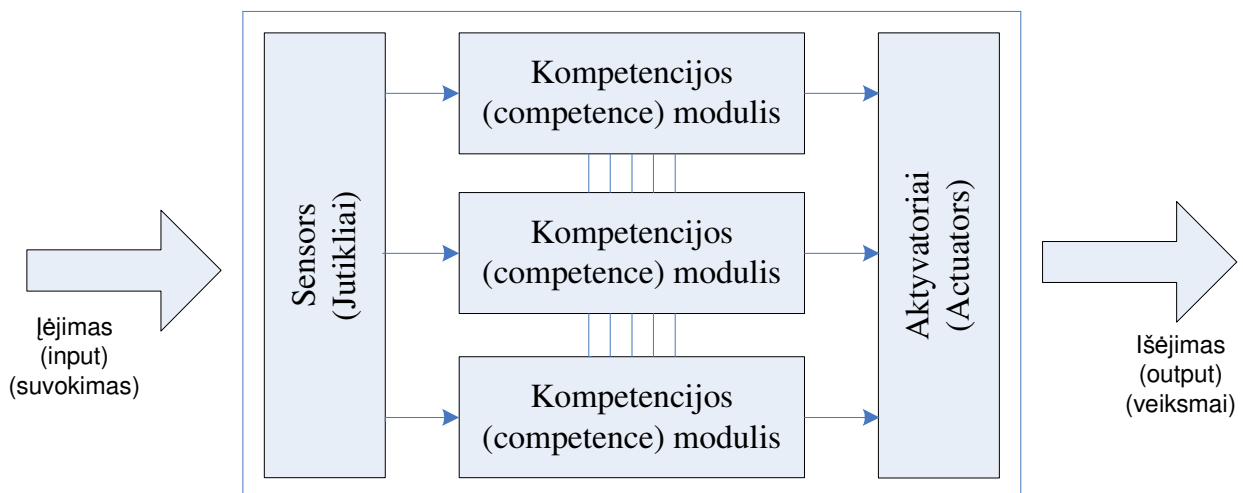 Įėjimas
(input)
(suvokimas)
Sensors
(Jutikliai)
Kompetencijos
(competence) modulis
Kompetencijos
(competence) modulis
Kompetencijos
(competence) modulis
Aktyvatoriai
(Actuators)
Išėjimas
(output)
(veiksmai)